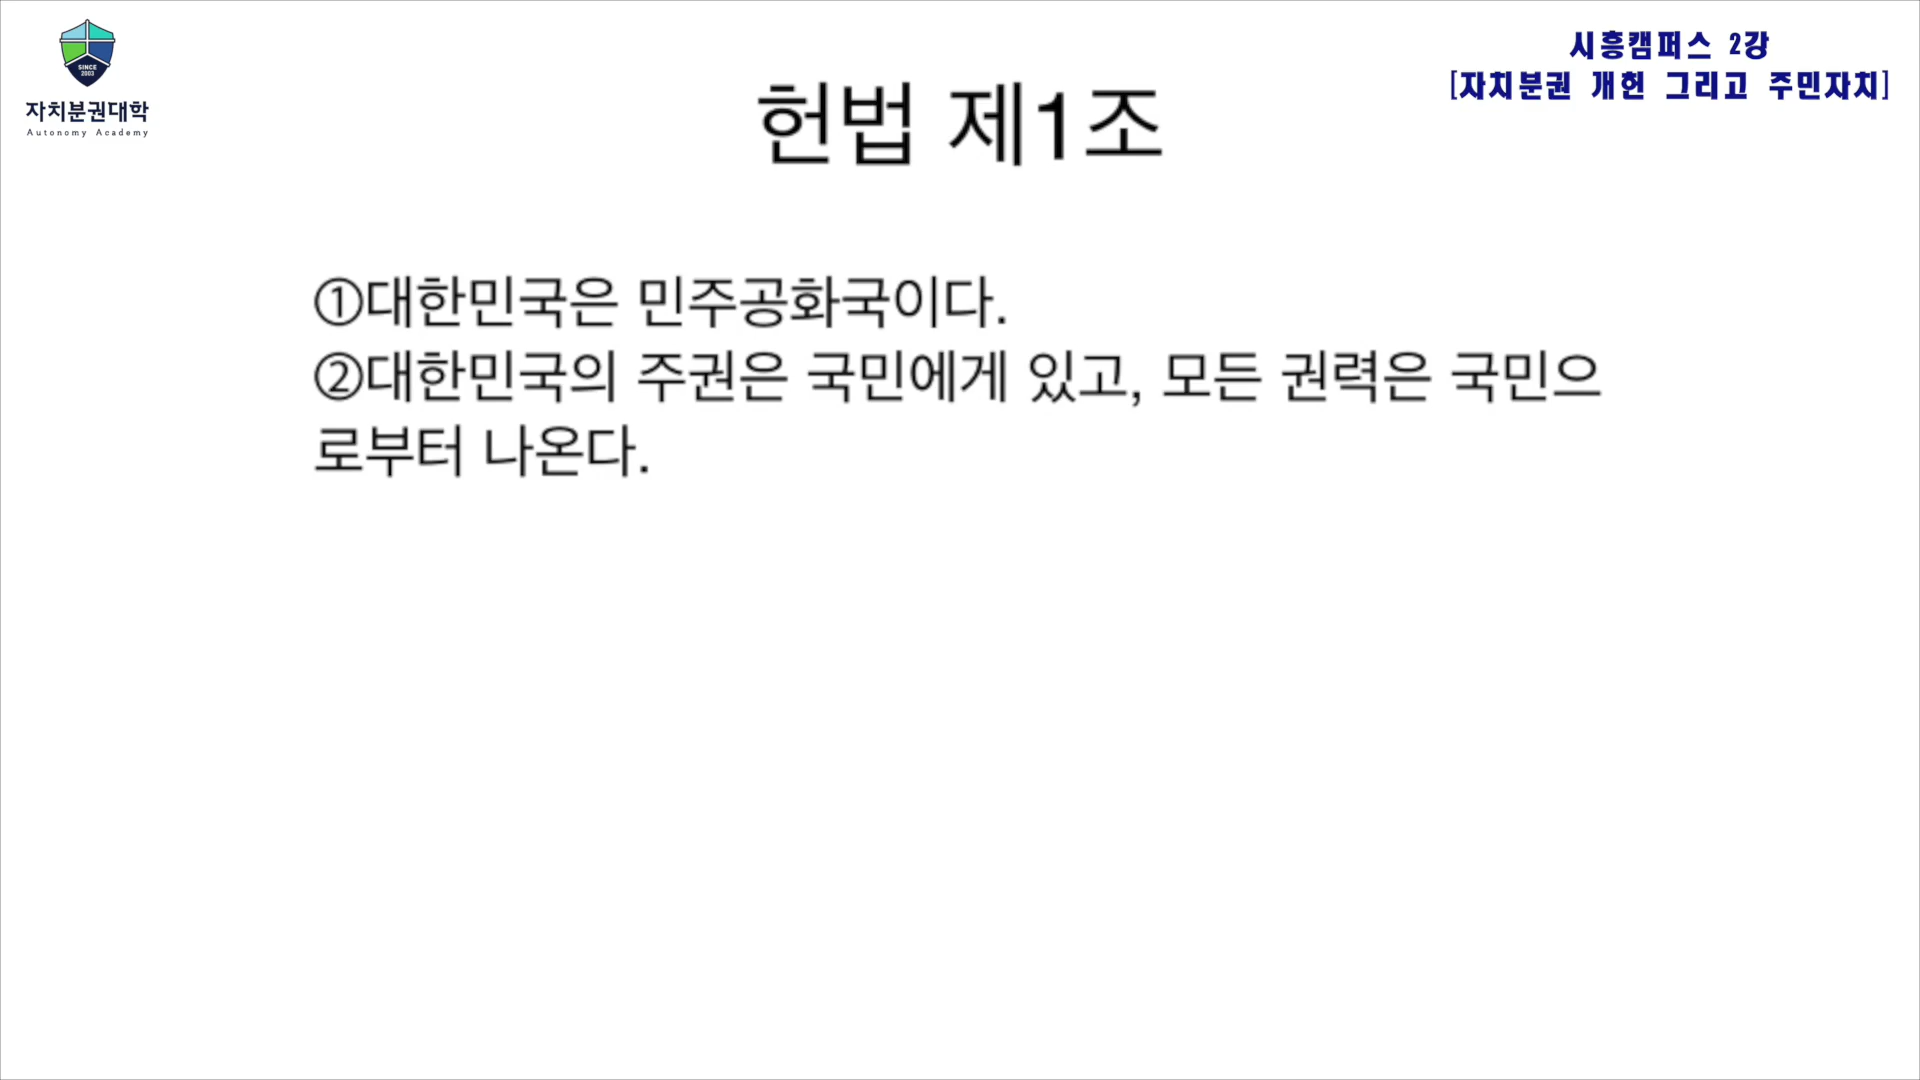 SINCE
2003
자치분권대학
Autonomy Academy
시흥캠퍼스 2강
[자치분권 개헌 그리고 주민자치]
헌법 제1조
①대한민국은 민주공화국이다.
②대한민국의 주권은 국민에게 있고, 모든 권력은 국민으
로부터 나온다.